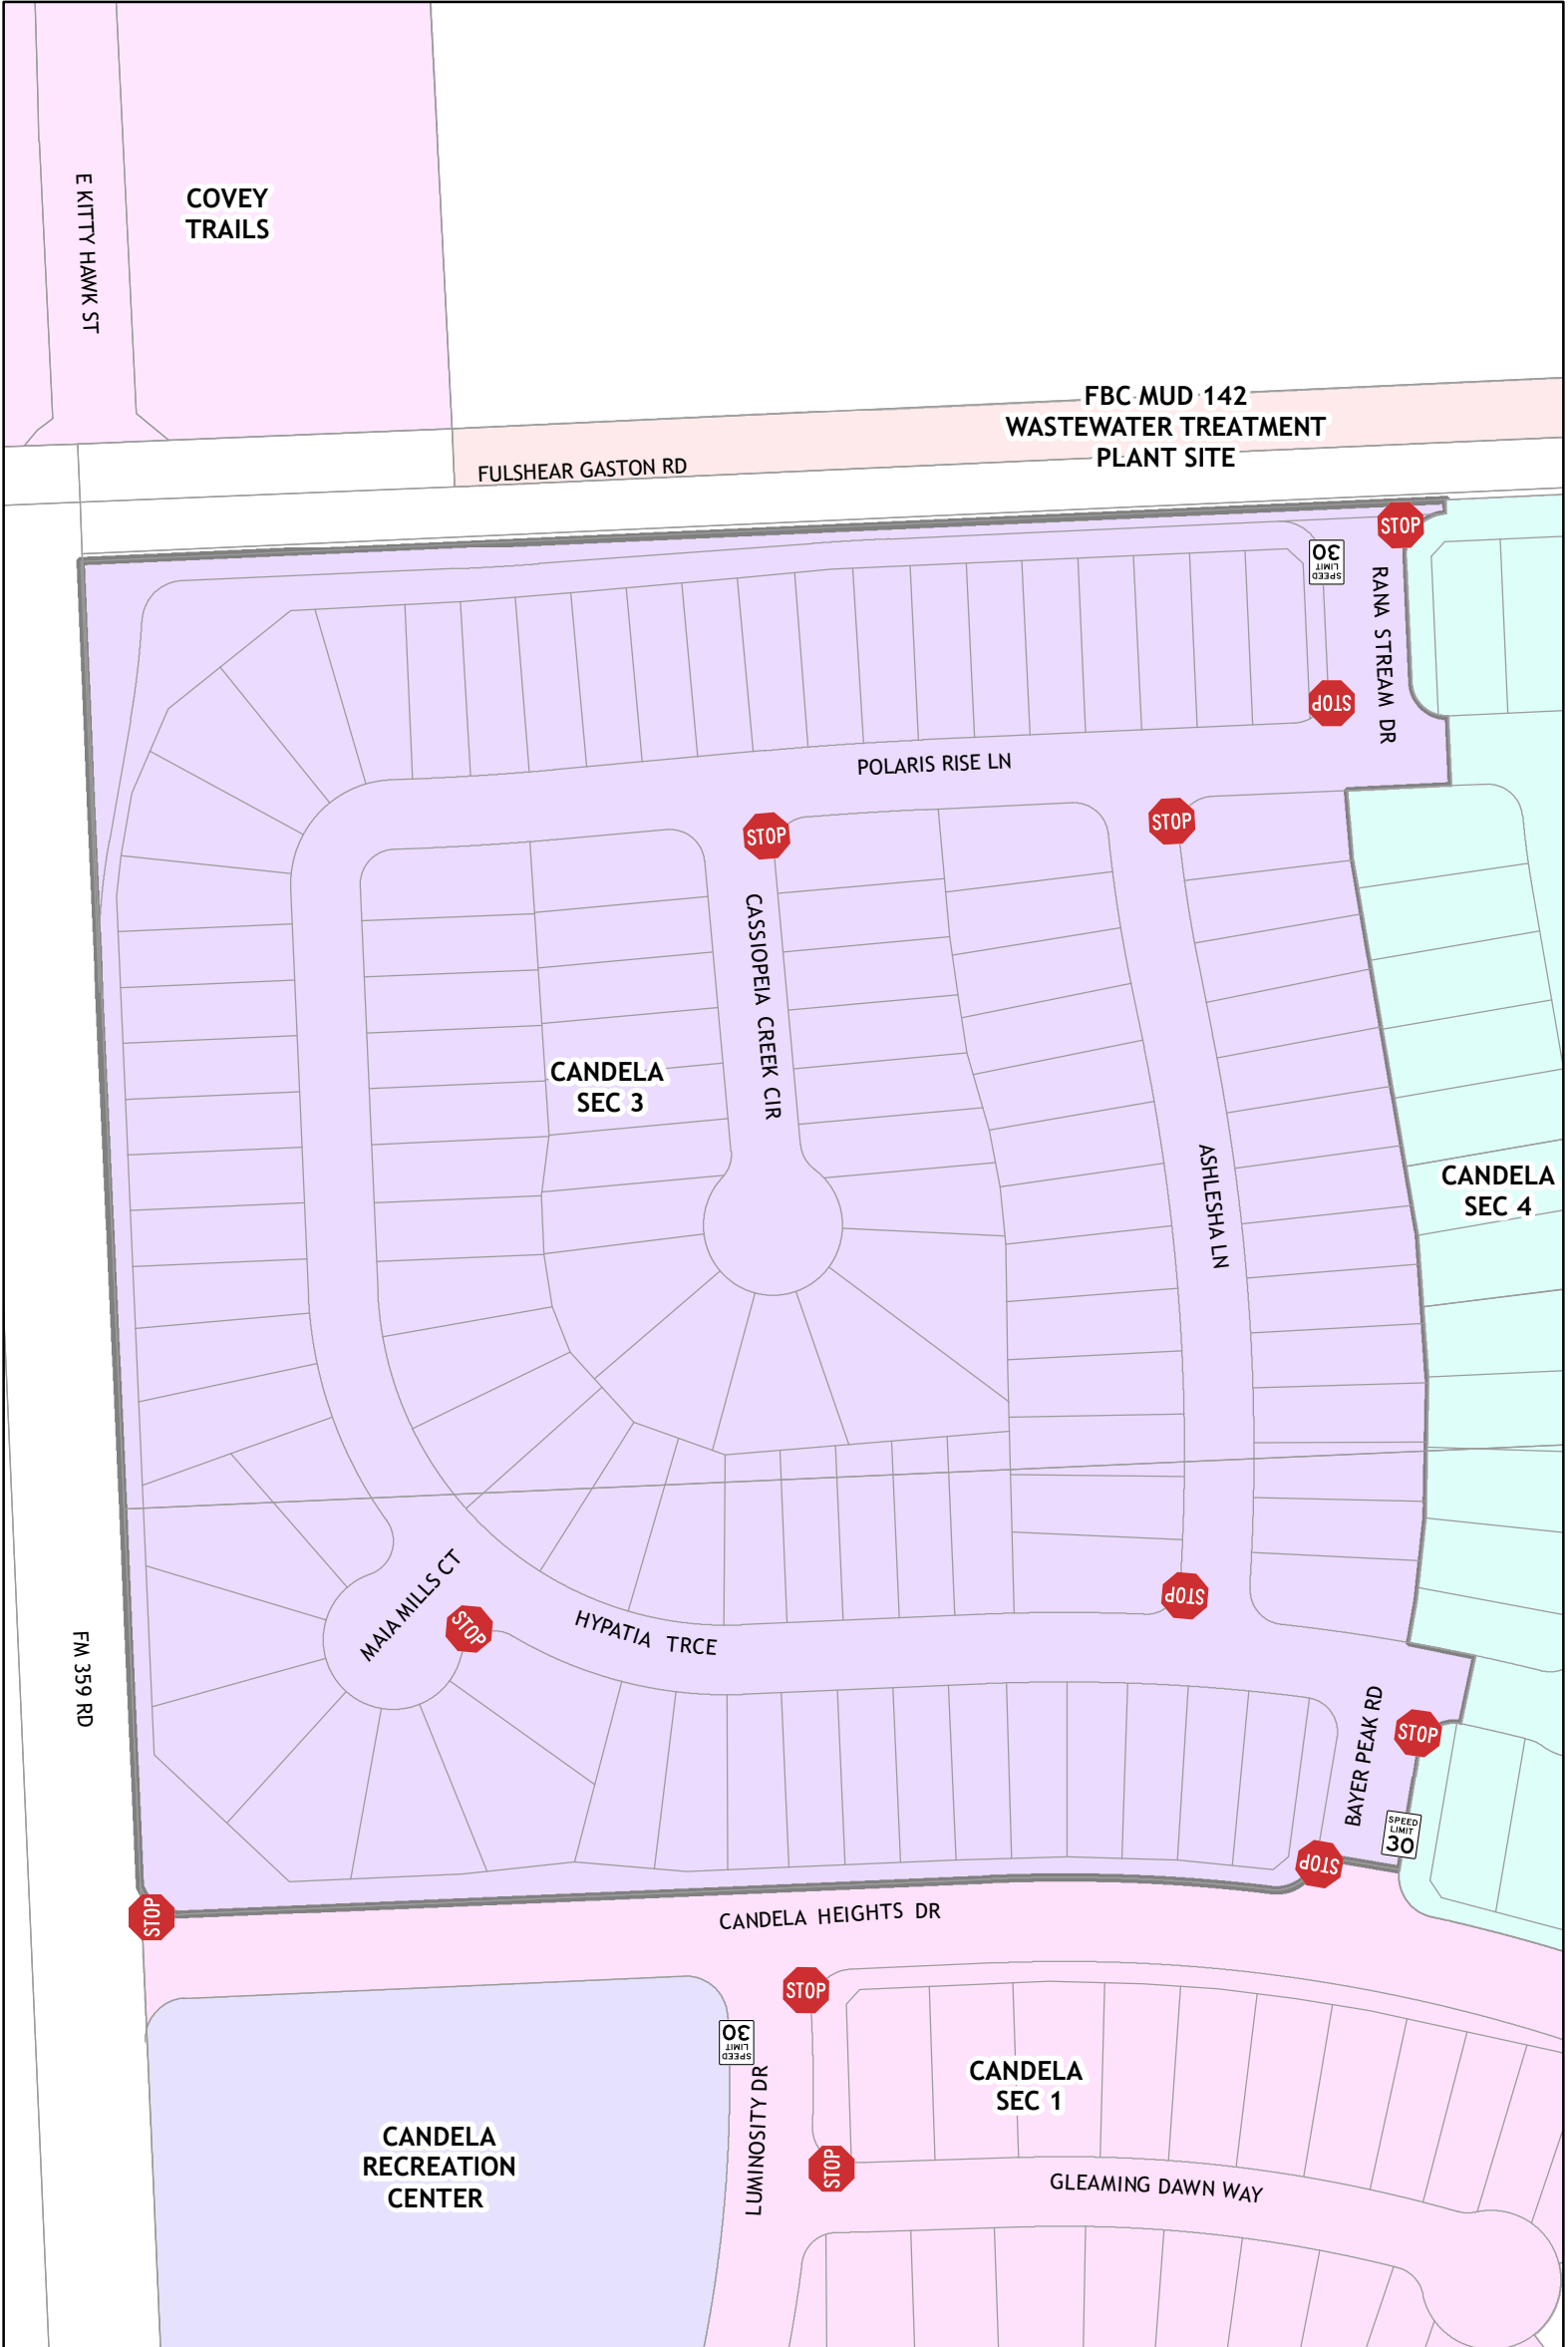 E KITTY HAWK ST
COVEY
TRAILS
FBC MUD 142
WASTEWATER TREATMENT
PLANT SITE
FULSHEAR GASTON RD
STOP
SPEED
LIMIT
30
RANA STREAM DR
STOP
POLARIS RISE LN
STOP
STOP
CASSIOPEIA CREEK CIR
CANDELA
SEC 3
ASHLESHA LN
CANDELA
SEC 4
MAIA MILLS CT
STOP
HYPATIA TRCE
STOP
FM 359 RD
BAYER PEAK RD
STOP
SPEED
LIMIT
30
STOP
STOP
CANDELA HEIGHTS DR
STOP
SPEED
LIMIT
30
LUMINOSITY DR
CANDELA
SEC 1
CANDELA
RECREATION
CENTER
STOP
GLEAMING DAWN WAY